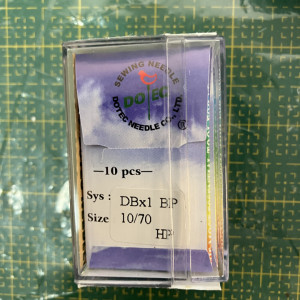 SEWING NEEDLE
DOTEC
DOTEC NEEDLE CO., LTD.
—10 pcs—
Sys : DBx1 BP
Size 10/70
HP